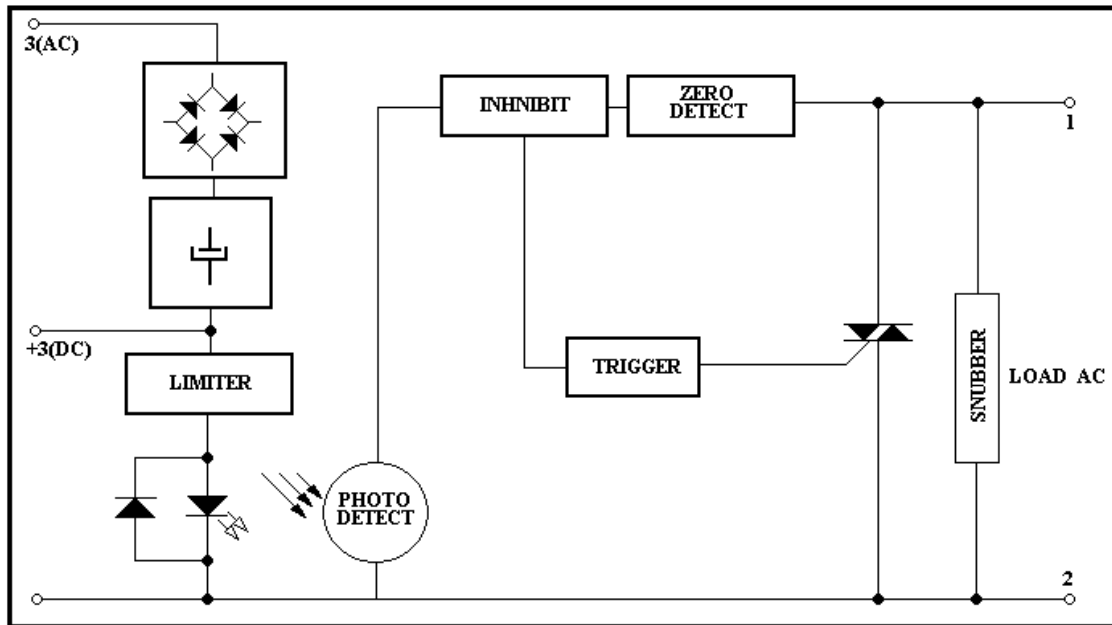 3(AC)
INHNIBIT
ZERO
DETECT
1
+3(DC)
LIMITER
TRIGGER
SNUBBER
LOAD AC
PHOTO
DETECT
2